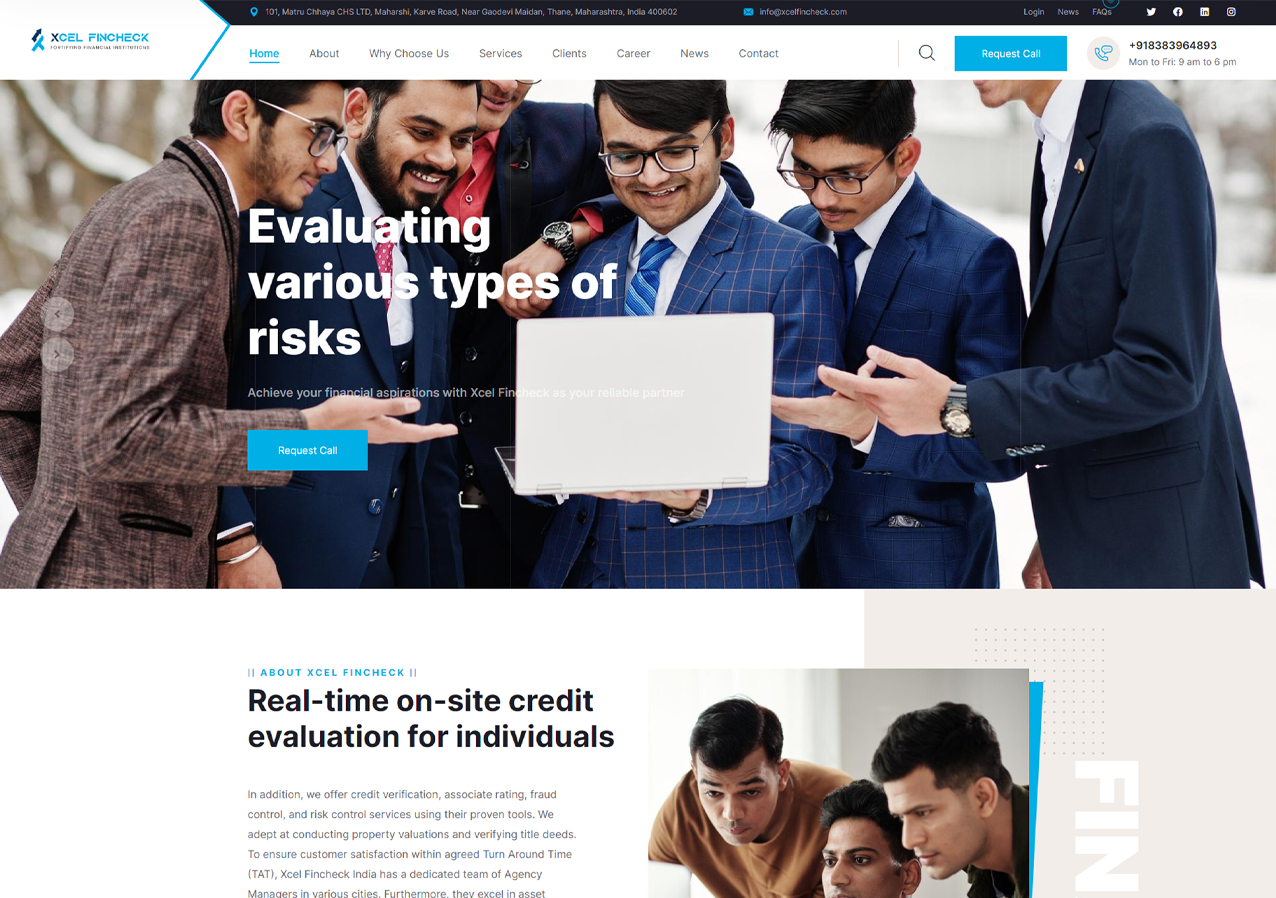 101, Matru Chhaya CHS LTD, Maharshi, Karve Road, Near Gaodevi Maidan, Thane, Maharashtra, India 400602
info@xcelfincheck.com
Login
News
FAQs
XCEL FINCHECK
FORTIFYING FINANCIAL INSTITUTIONS
Home
About
Why Choose Us
Services
Clients
Career
News
Contact
Request Call
+918383964893
Mon to Fri: 9 am to 6 pm
Evaluating
various types of
risks
Achieve your financial aspirations with Xcel Fincheck as your reliable partner
Request Call
|| ABOUT XCEL FINCHECK ||
Real-time on-site credit
evaluation for individuals
In addition, we offer credit verification, associate rating, fraud
control, and risk control services using their proven tools. We
adept at conducting property valuations and verifying title deeds.
To ensure customer satisfaction within agreed Turn Around Time
(TAT), Xcel Fincheck India has a dedicated team of Agency
Managers in various cities. Furthermore, they excel in asset
FIN